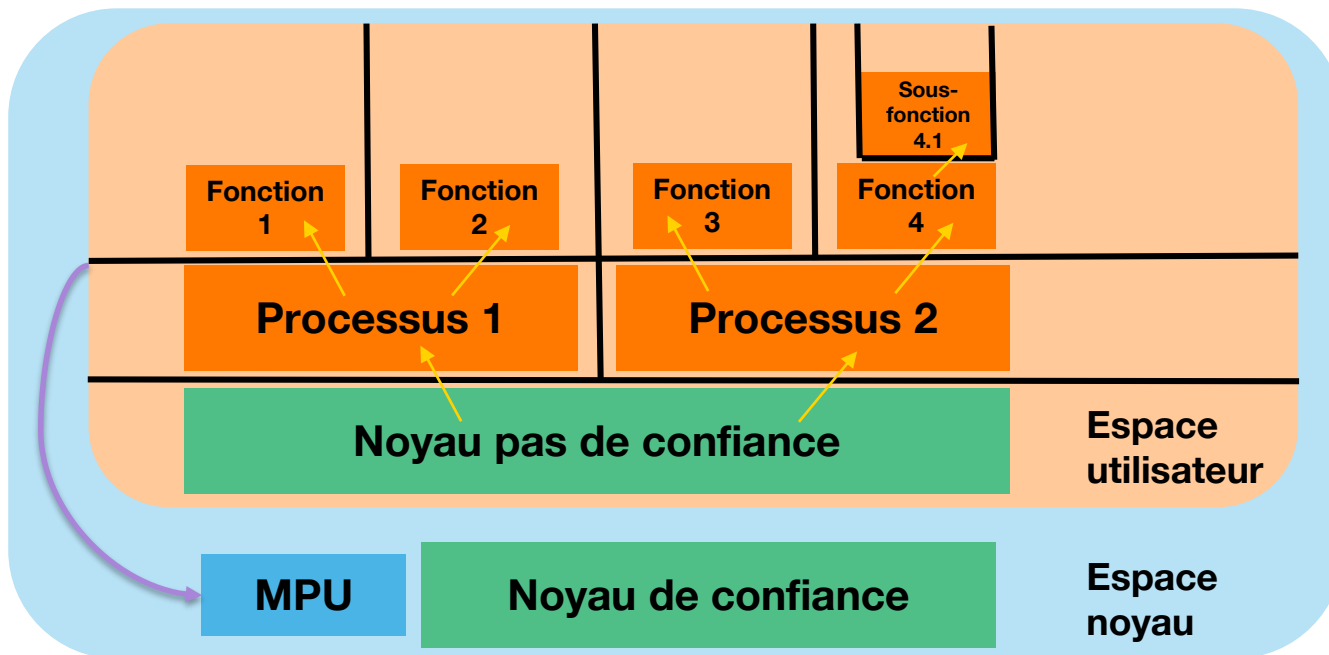 Sous-
fonction
4.1
Fonction
1
Fonction
2
Fonction
3
Fonction
4
Processus 1
Processus 2
Noyau pas de confiance
Espace
utilisateur
MPU
Noyau de confiance
Espace
noyau